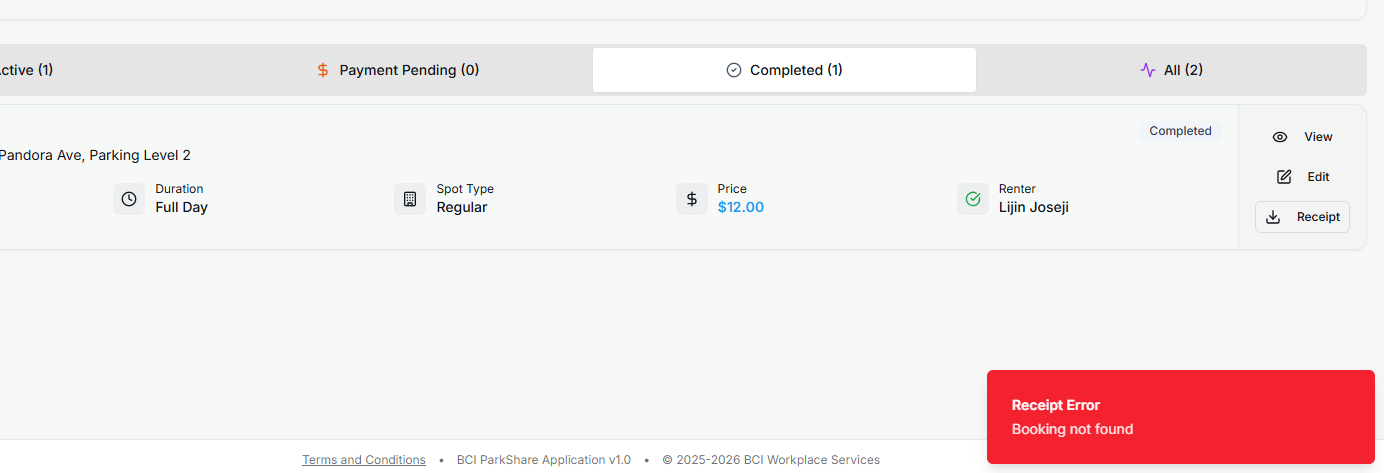 ctive (1)
Payment Pending (0)
Completed (1)
All (2)
Completed
Pandora Ave, Parking Level 2
Duration
Full Day
Spot Type
Regular
Price
$12.00
Renter
Lijin Joseji
View
Edit
Receipt
Receipt Error
Booking not found
Terms and Conditions • BCI ParkShare Application v1.0 • © 2025-2026 BCI Workplace Services